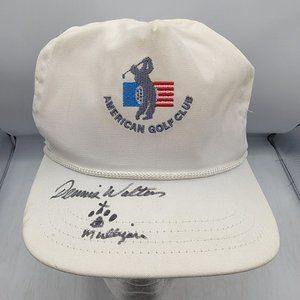 AMERICAN GOLF CLUB
Dennis Walters
+
Mulligan